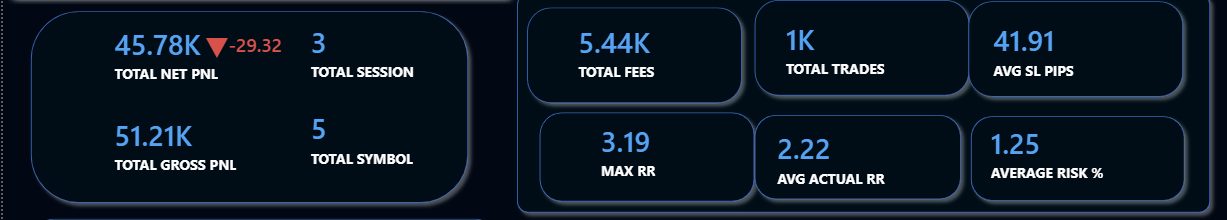 45.78K ▼-29.32
TOTAL NET PNL
3
TOTAL SESSION
51.21K
TOTAL GROSS PNL
5
TOTAL SYMBOL
5.44K
TOTAL FEES
1K
TOTAL TRADES
41.91
AVG SL PIPS
3.19
MAX RR
2.22
AVG ACTUAL RR
1.25
AVERAGE RISK %